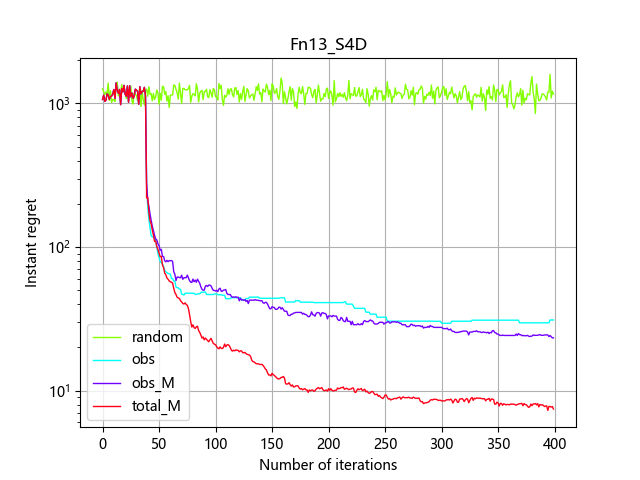 Fn13_S4D
Instant regret
10³
10²
10¹
random
obs
obs_M
total_M
0 50 100 150 200 250 300 350 400
Number of iterations